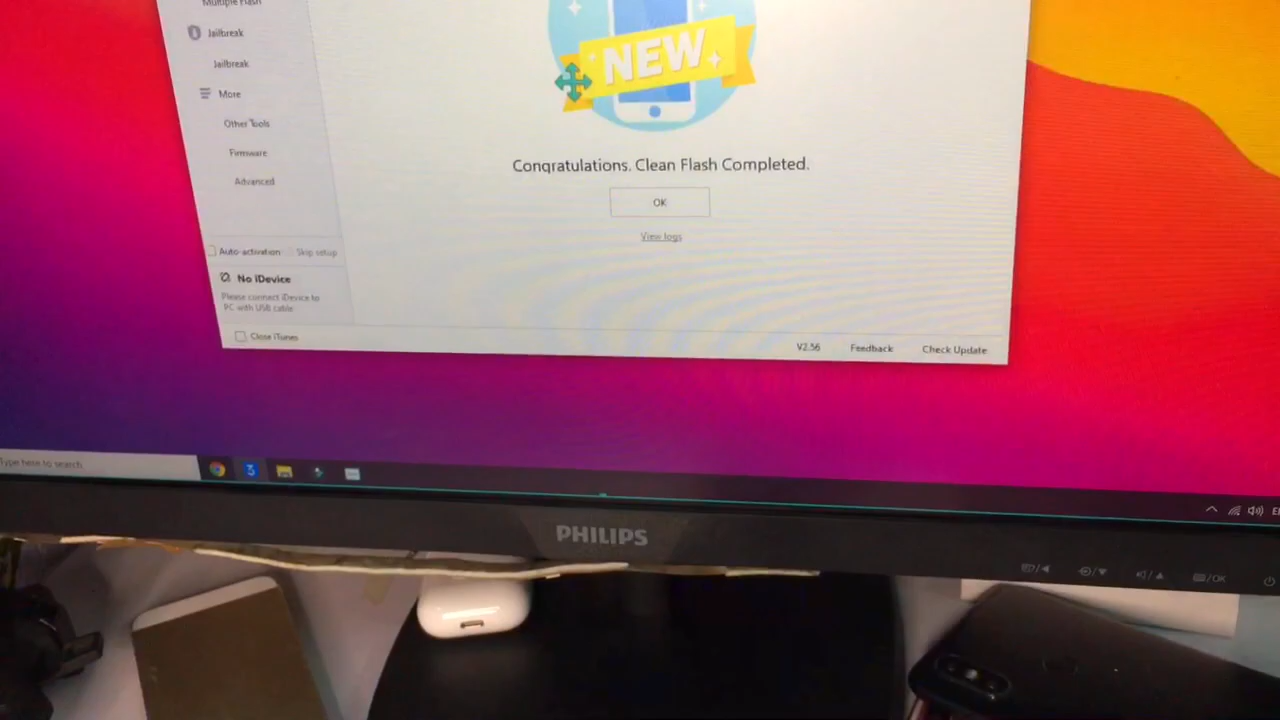 Multiple Flash
Jailbreak
Jailbreak
More
Other Tools
Firmware
Advanced
NEW
Congratulations. Clean Flash Completed.
OK
View logs
Auto-activation Skip setup
No iDevice
Please connect iDevice to
PC with USB cable
Close iTunes
V2.56 Feedback Check Update
Type here to search
3
PHILIPS
/OK